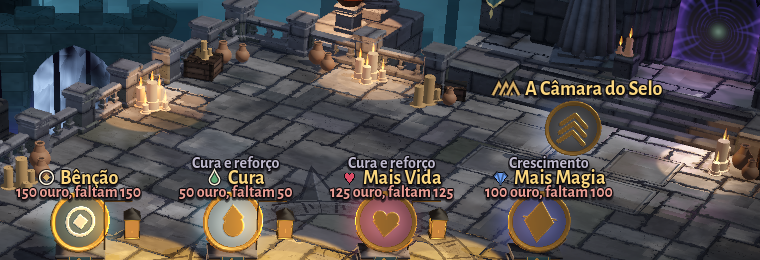 A Câmara do Selo
Bênção
150 ouro, faltam 150
Cura e reforço
Cura
50 ouro, faltam 50
Cura e reforço
Mais Vida
125 ouro, faltam 125
Crescimento
Mais Magia
100 ouro, faltam 100